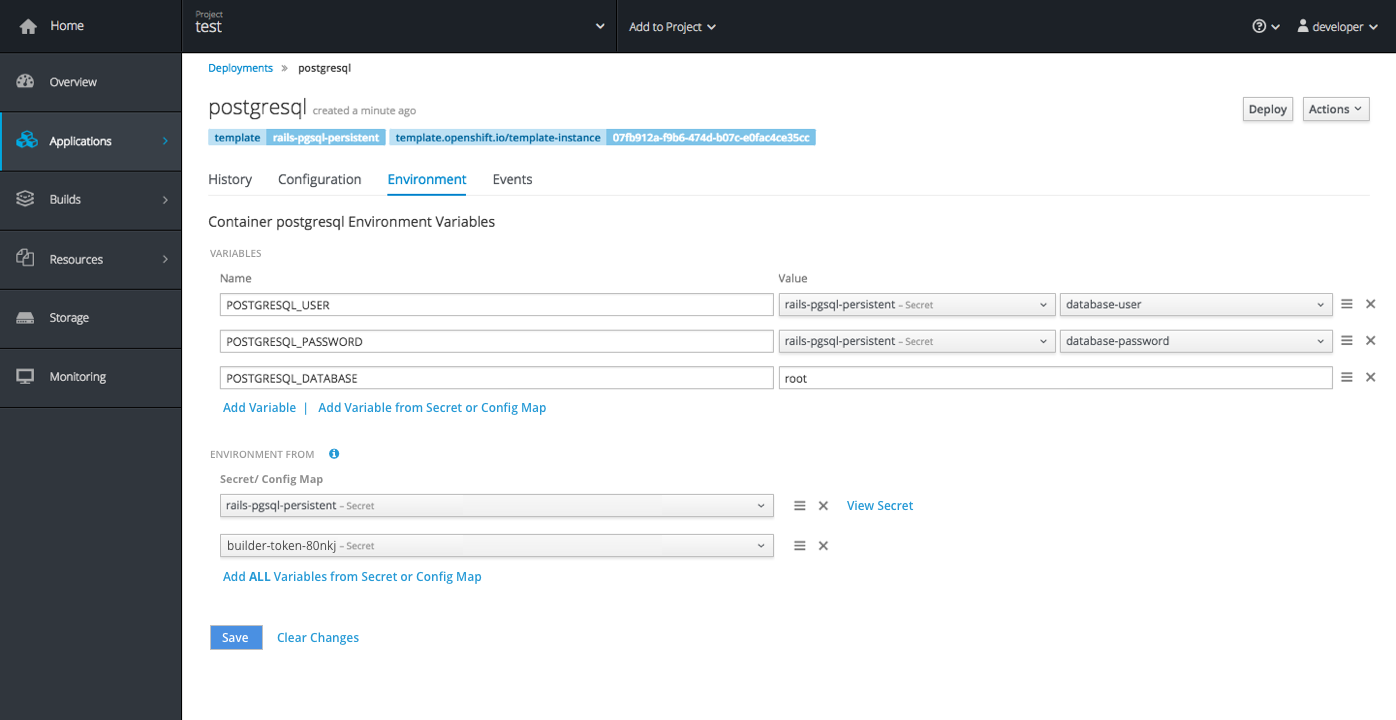 Home
Project
test
Add to Project
developer
Overview
Applications
Builds
Resources
Storage
Monitoring
Deployments » postgresql
postgresql created a minute ago
Deploy
Actions
template rails-pgsql-persistent template.openshift.io/template-instance 07fb912a-f9b6-474d-b07c-e0fac4ce35cc
History Configuration Environment Events
Container postgresql Environment Variables
VARIABLES
Name Value
POSTGRESQL_USER rails-pgsql-persistent – Secret database-user
POSTGRESQL_PASSWORD rails-pgsql-persistent – Secret database-password
POSTGRESQL_DATABASE root
Add Variable | Add Variable from Secret or Config Map
ENVIRONMENT FROM
Secret/ Config Map
rails-pgsql-persistent – Secret View Secret
builder-token-80nkj – Secret
Add ALL Variables from Secret or Config Map
Save Clear Changes